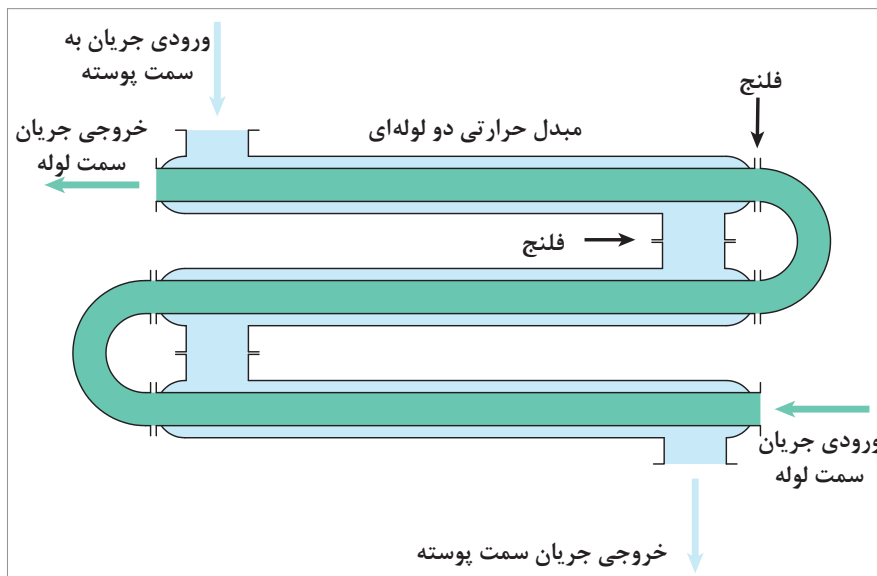 ورودی جریان به
سمت پوسته
فلنج
مبدل حرارتی دو لوله‌ای
خروجی جریان
سمت لوله
فلنج
ورودی جریان
سمت لوله
خروجی جریان سمت پوسته